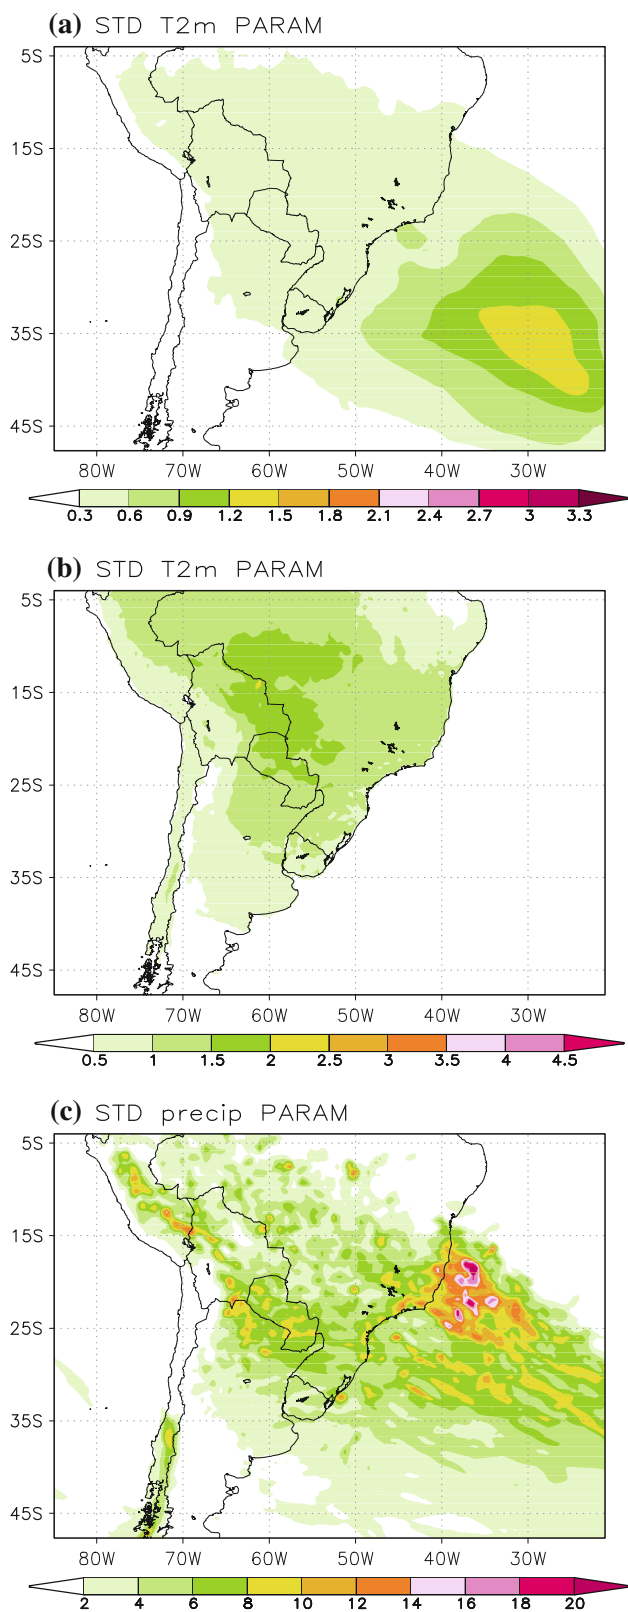 (a) STD T2m PARAM
5S
15S
25S
35S
45S
80W 70W 60W 50W 40W 30W
0.3 0.6 0.9 1.2 1.5 1.8 2.1 2.4 2.7 3 3.3
(b) STD T2m PARAM
5S
15S
25S
35S
45S
80W 70W 60W 50W 40W 30W
0.5 1 1.5 2 2.5 3 3.5 4 4.5
(c) STD precip PARAM
5S
15S
25S
35S
45S
80W 70W 60W 50W 40W 30W
2 4 6 8 10 12 14 16 18 20